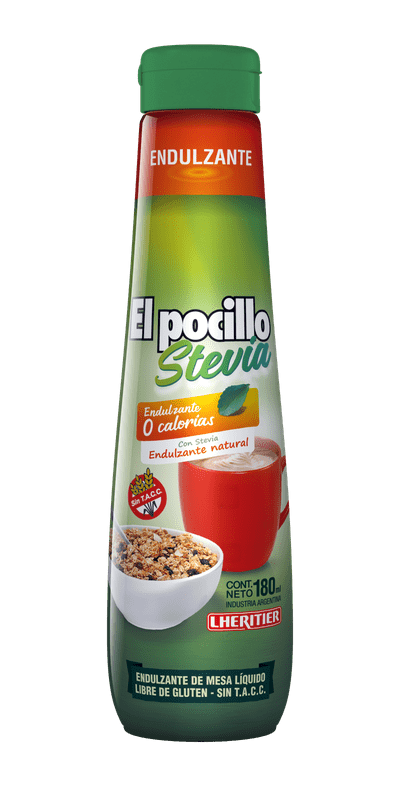 ENDULZANTE
El pocillo
Stevia
Endulzante
0 calorías
Con Stevia
Endulzante natural
Sin T.A.C.C.
CONT.
NETO 180 ml
INDUSTRIA ARGENTINA
LHERITIER
ENDULZANTE DE MESA LÍQUIDO
LIBRE DE GLUTEN - SIN T.A.C.C.